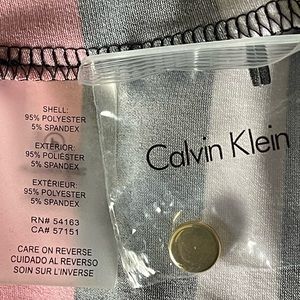 SHELL:
95% POLYESTER
5% SPANDEX
EXTERIOR:
95% POLIÉSTER
5% SPANDEX
EXTÉRIEUR:
95% POLYESTER
5% SPANDEX
RN# 54163
CA# 57151
CARE ON REVERSE
CUIDADO AL REVERSO
SOIN SUR L'INVERSE
Calvin Klein